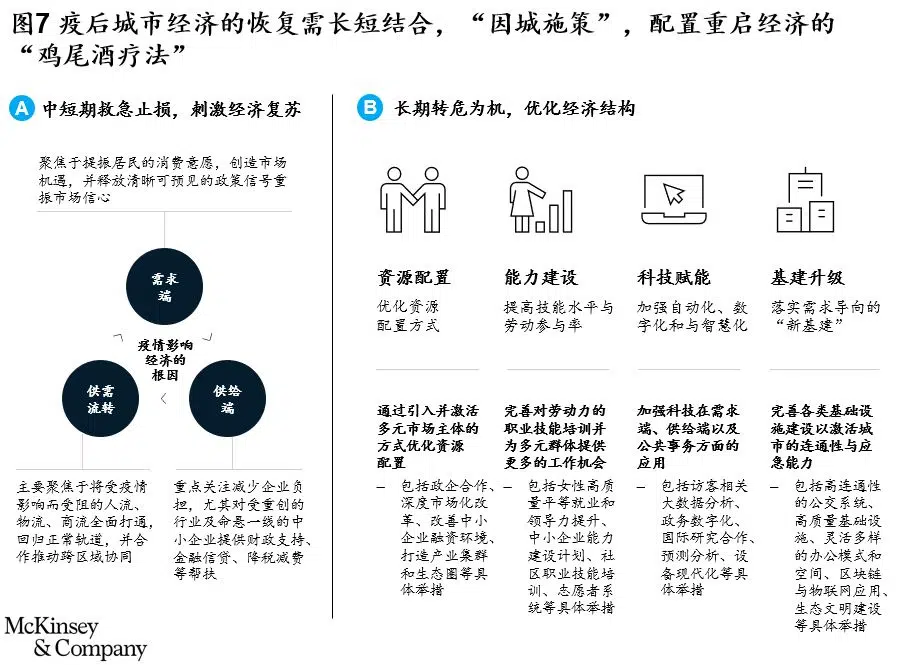 图7 疫后城市经济的恢复需长短结合，“因城施策”，配置重启经济的
“鸡尾酒疗法”
A 中短期救急止损，刺激经济复苏
聚焦于提振居民的消费意愿，创造市场
机遇，并释放清晰可预见的政策信号重
振市场信心
需求
端
疫情影响
经济的
根因
供需
流转
供给
端
主要聚焦于将受疫情
影响而受阻的人流、
物流、商流全面打通，
回归正常轨道，并合
作推动跨区域协同
重点关注减少企业负
担，尤其对受重创的
行业及命悬一线的中
小企业提供财政支持、
金融信贷、降税减费
等帮扶
B 长期转危为机，优化经济结构
资源配置
优化资源
配置方式
通过引入并激活
多元市场主体的
方式优化资源
配置
– 包括政企合作、
深度市场化改
革、改善中小
企业融资环境、
打造产业集群
和生态圈等具
体举措
能力建设
提高技能水平与
劳动参与率
完善对劳动力的
职业技能培训并
为多元群体提供
更多的工作机会
– 包括女性高质
量平等就业和
领导力提升、
中小企业能力
建设计划、社
区职业技能培
训、志愿者系
统等具体举措
科技赋能
加强自动化、数
字化和与智慧化
加强科技在需求
端、供给端以及
公共事务方面的
应用
– 包括访客相关
大数据分析、
政务数字化、
国际研究合作、
预测分析、设
备现代化等具
体举措
基建升级
落实需求导向的
“新基建”
完善各类基础设
施建设以激活城
市的连通性与应
急能力
– 包括高连通性
的公交系统、
高质量基础设
施、灵活多样
的办公模式和
空间、区块链
与物联网应用、
生态文明建设
等具体举措
McKinsey
& Company